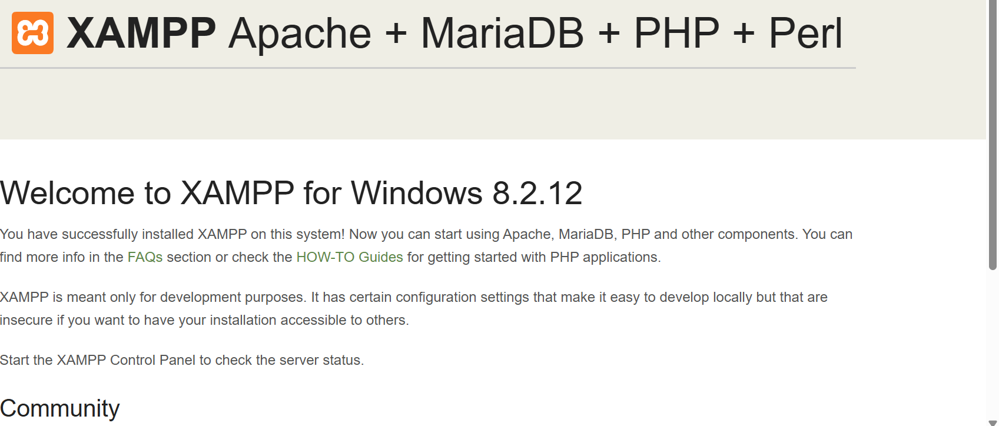 XAMPP Apache + MariaDB + PHP + Perl
Welcome to XAMPP for Windows 8.2.12
You have successfully installed XAMPP on this system! Now you can start using Apache, MariaDB, PHP and other components. You can
find more info in the FAQs section or check the HOW-TO Guides for getting started with PHP applications.
XAMPP is meant only for development purposes. It has certain configuration settings that make it easy to develop locally but that are
insecure if you want to have your installation accessible to others.
Start the XAMPP Control Panel to check the server status.
Community